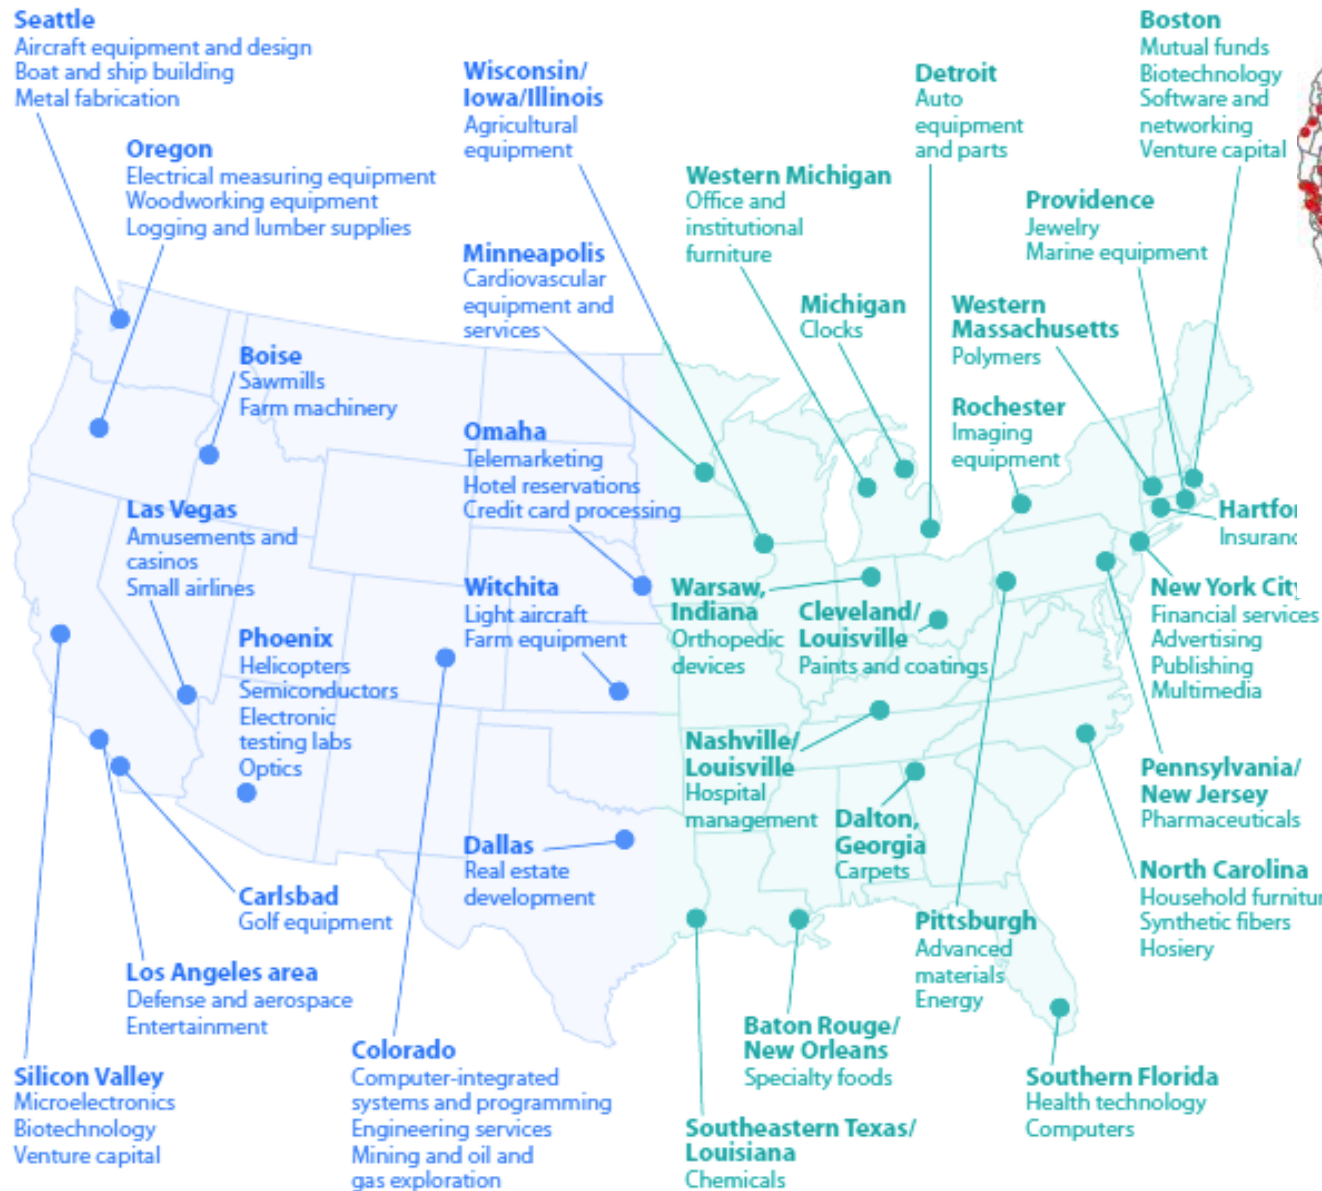 Seattle
Aircraft equipment and design
Boat and ship building
Metal fabrication
Oregon
Electrical measuring equipment
Woodworking equipment
Logging and lumber supplies
Boise
Sawmills
Farm machinery
Las Vegas
Amusements and
casinos
Small airlines
Phoenix
Helicopters
Semiconductors
Electronic
testing labs
Optics
Carlsbad
Golf equipment
Los Angeles area
Defense and aerospace
Entertainment
Silicon Valley
Microelectronics
Biotechnology
Venture capital
Colorado
Computer-integrated
systems and programming
Engineering services
Mining and oil and
gas exploration
Wisconsin/
Iowa/Illinois
Agricultural
equipment
Minneapolis
Cardiovascular
equipment and
services
Omaha
Telemarketing
Hotel reservations
Credit card processing
Witchita
Light aircraft
Farm equipment
Dallas
Real estate
development
Western Michigan
Office and
institutional
furniture
Michigan
Clocks
Detroit
Auto
equipment
and parts
Boston
Mutual funds
Biotechnology
Software and
networking
Venture capital
Providence
Jewelry
Marine equipment
Western
Massachusetts
Polymers
Rochester
Imaging
equipment
Hartfor
Insuranc
New York City
Financial services
Advertising
Publishing
Multimedia
Warsaw,
Indiana
Orthopedic
devices
Cleveland/
Louisville
Paints and coatings
Nashville/
Louisville
Hospital
management
Dalton,
Georgia
Carpets
Pittsburgh
Advanced
materials
Energy
Pennsylvania/
New Jersey
Pharmaceuticals
North Carolina
Household furnitur
Synthetic fibers
Hosiery
Baton Rouge/
New Orleans
Specialty foods
Southeastern Texas/
Louisiana
Chemicals
Southern Florida
Health technology
Computers